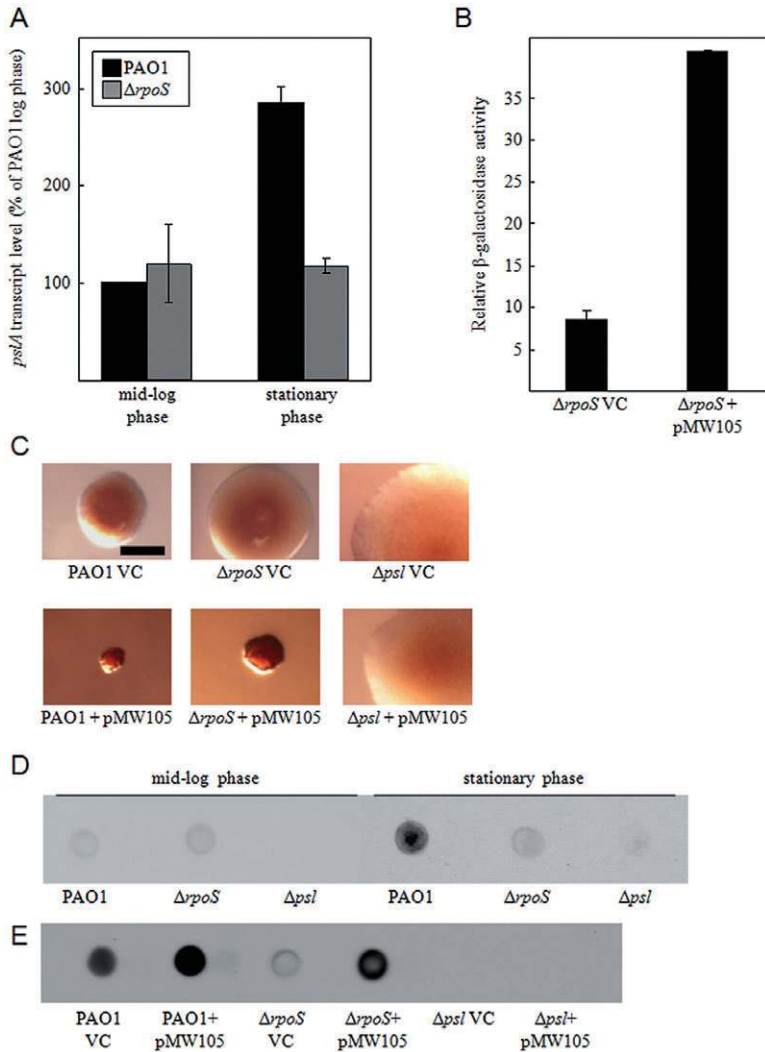 A
pslA transcript level (% of PAO1 log phase)
300
200
100
PAO1
ΔrpoS
mid-log
phase
stationary
phase
B
Relative β-galactosidase activity
35
30
25
20
15
10
5
ΔrpoS VC
ΔrpoS +
pMW105
C
PAO1 VC
ΔrpoS VC
Δpsl VC
PAO1 + pMW105
ΔrpoS + pMW105
Δpsl + pMW105
D
mid-log phase
stationary phase
PAO1
ΔrpoS
Δpsl
PAO1
ΔrpoS
Δpsl
E
PAO1
VC
PAO1+
pMW105
ΔrpoS
VC
ΔrpoS+
pMW105
Δpsl VC
Δpsl+
pMW105